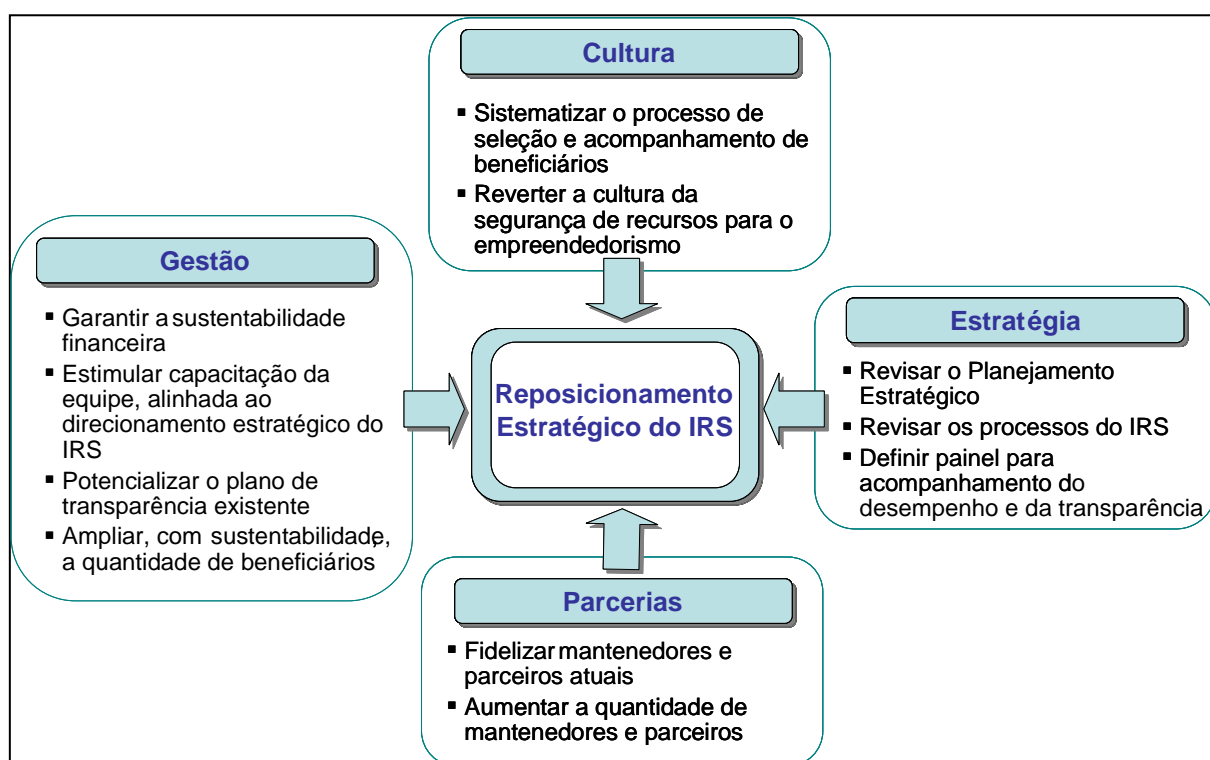 Cultura
▪ Sistematizar o processo de
seleção e acompanhamento de
beneficiários
▪ Reverter a cultura da
segurança de recursos para o
empreendedorismo
Gestão
▪ Garantir a sustentabilidade
financeira
▪ Estimular capacitação da
equipe, alinhada ao
direcionamento estratégico do
IRS
▪ Potencializar o plano de
transparência existente
▪ Ampliar, com sustentabilidade,
a quantidade de beneficiários
Reposicionamento
Estratégico do IRS
Estratégia
▪ Revisar o Planejamento
Estratégico
▪ Revisar os processos do IRS
▪ Definir painel para
acompanhamento do
desempenho e da transparência
Parcerias
▪ Fidelizar mantenedores e
parceiros atuais
▪ Aumentar a quantidade de
mantenedores e parceiros